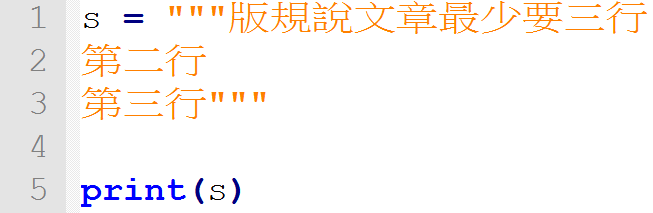 1 s = """版規說文章最少要三行
2 第二行
3 第三行"""
4
5 print(s)